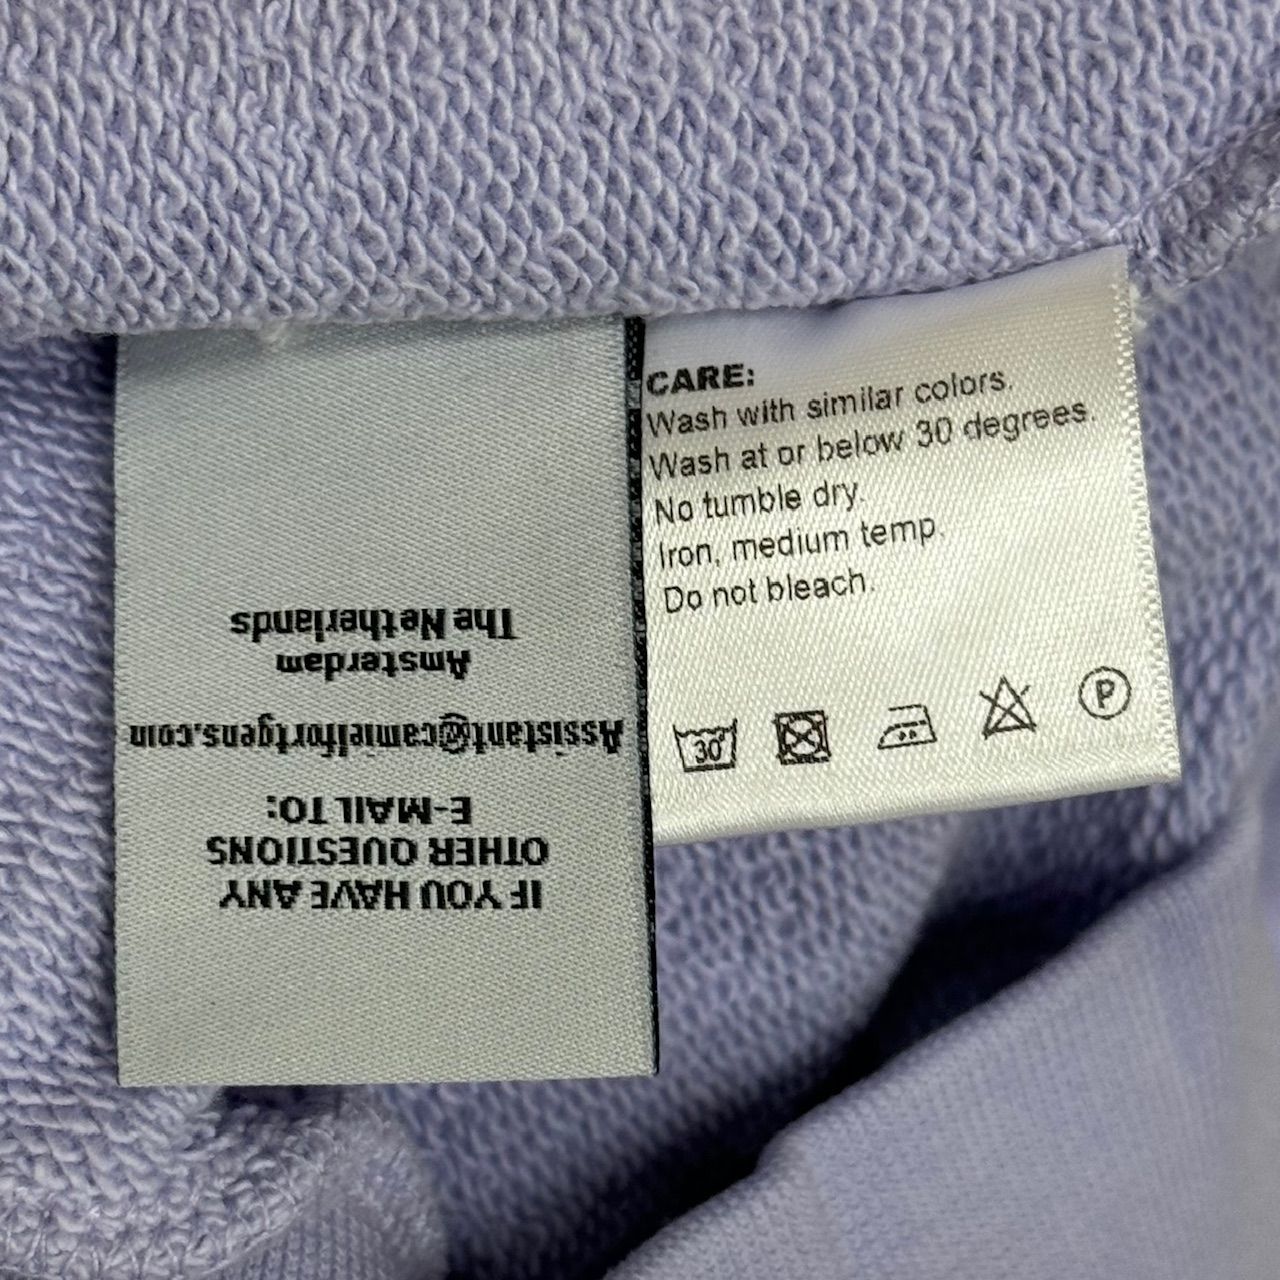 IF YOU HAVE ANY
OTHER QUESTIONS
E-MAIL TO:
Assistant@camielfortgens.com
Amsterdam
The Netherlands
CARE:
Wash with similar colors.
Wash at or below 30 degrees.
No tumble dry.
Iron, medium temp.
Do not bleach.
30 P